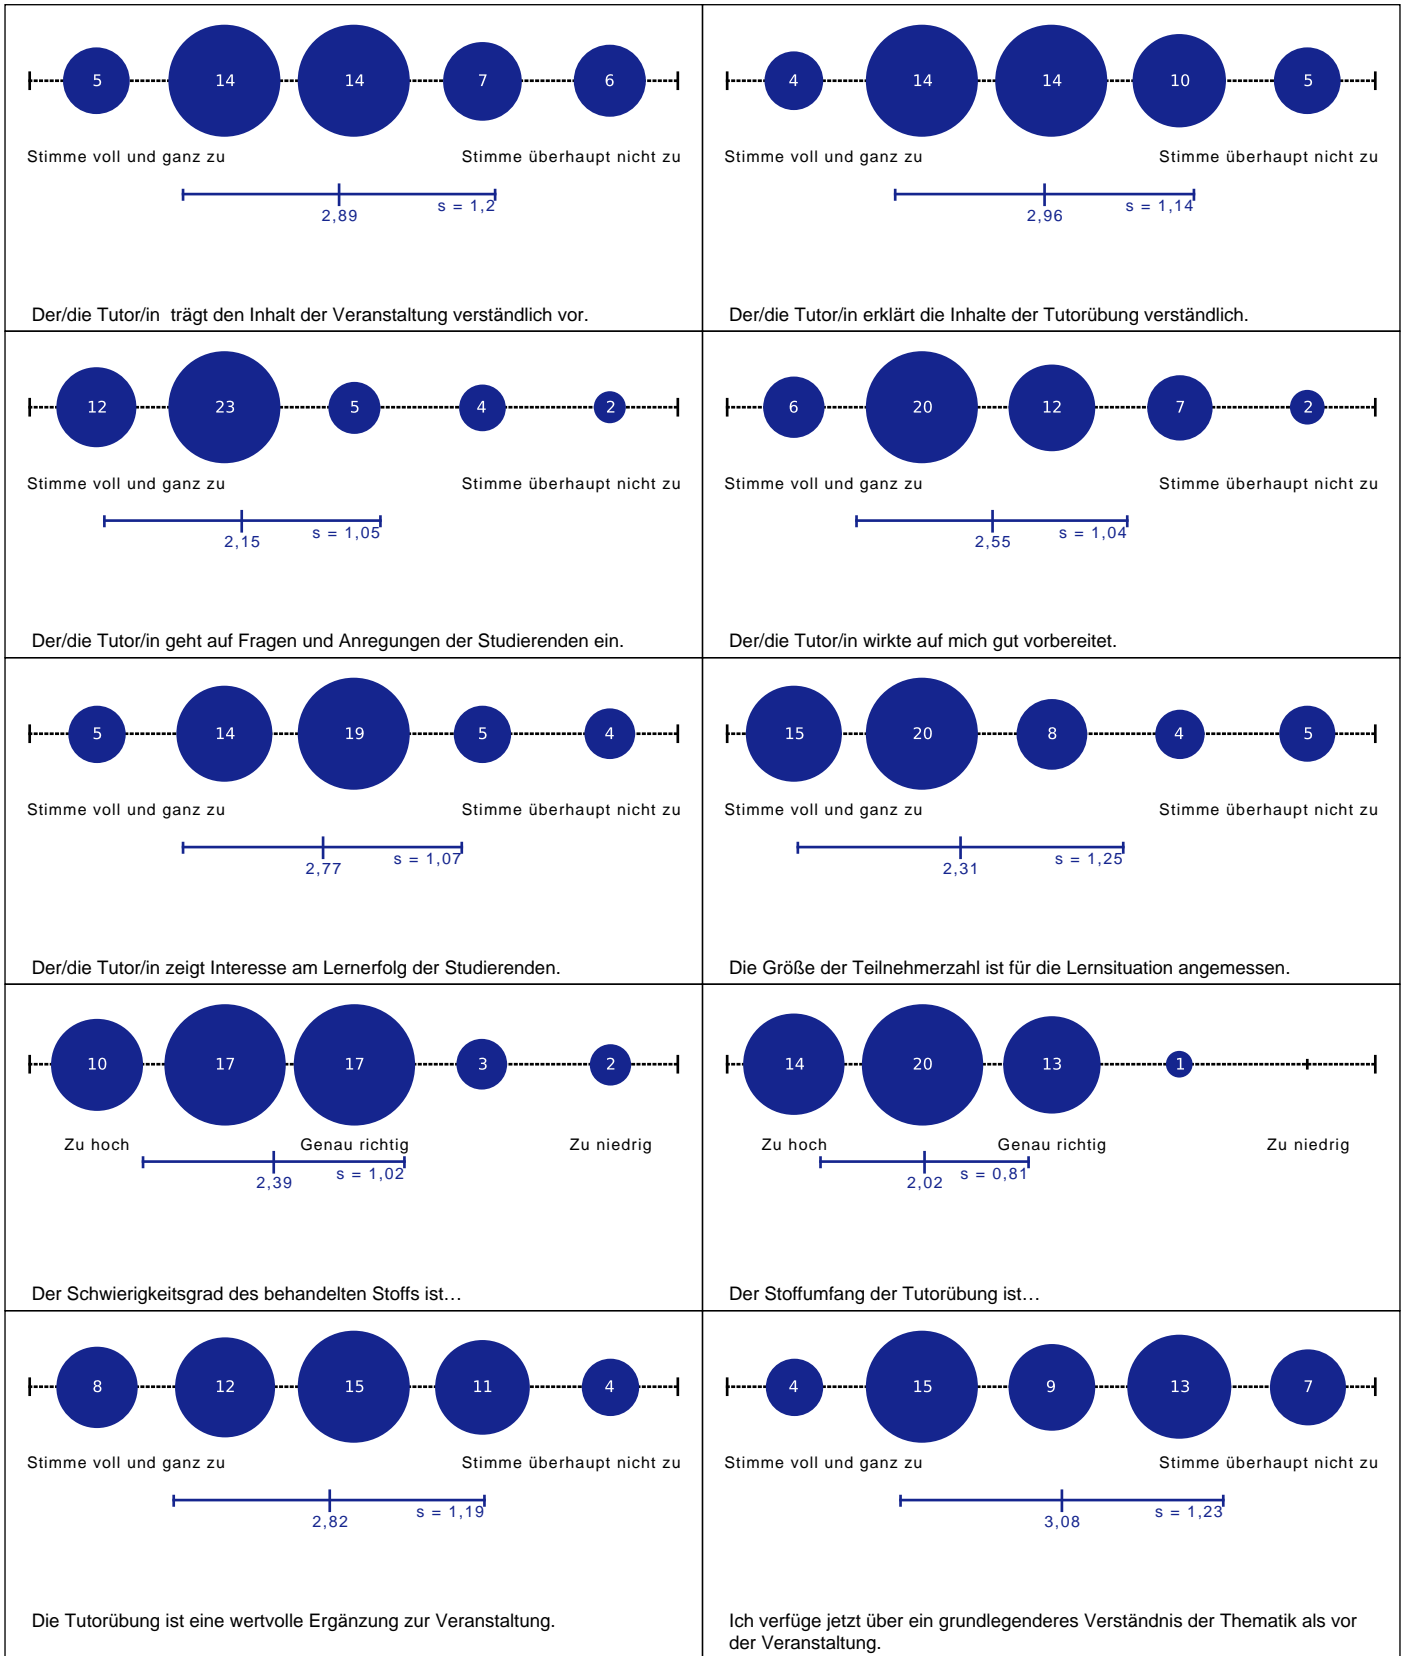 5 14 14 7 6
Stimme voll und ganz zu Stimme überhaupt nicht zu
s = 1,2
2,89
Der/die Tutor/in  trägt den Inhalt der Veranstaltung verständlich vor.
4 14 14 10 5
Stimme voll und ganz zu Stimme überhaupt nicht zu
s = 1,14
2,96
Der/die Tutor/in erklärt die Inhalte der Tutorübung verständlich.
12 23 5 4 2
Stimme voll und ganz zu Stimme überhaupt nicht zu
s = 1,05
2,15
Der/die Tutor/in geht auf Fragen und Anregungen der Studierenden ein.
6 20 12 7 2
Stimme voll und ganz zu Stimme überhaupt nicht zu
s = 1,04
2,55
Der/die Tutor/in wirkte auf mich gut vorbereitet.
5 14 19 5 4
Stimme voll und ganz zu Stimme überhaupt nicht zu
s = 1,07
2,77
Der/die Tutor/in zeigt Interesse am Lernerfolg der Studierenden.
15 20 8 4 5
Stimme voll und ganz zu Stimme überhaupt nicht zu
s = 1,25
2,31
Die Größe der Teilnehmerzahl ist für die Lernsituation angemessen.
10 17 17 3 2
Zu hoch Genau richtig Zu niedrig
s = 1,02
2,39
Der Schwierigkeitsgrad des behandelten Stoffs ist…
14 20 13 1
Zu hoch Genau richtig Zu niedrig
s = 0,81
2,02
Der Stoffumfang der Tutorübung ist…
8 12 15 11 4
Stimme voll und ganz zu Stimme überhaupt nicht zu
s = 1,19
2,82
Die Tutorübung ist eine wertvolle Ergänzung zur Veranstaltung.
4 15 9 13 7
Stimme voll und ganz zu Stimme überhaupt nicht zu
s = 1,23
3,08
Ich verfüge jetzt über ein grundlegenderes Verständnis der Thematik als vor
der Veranstaltung.